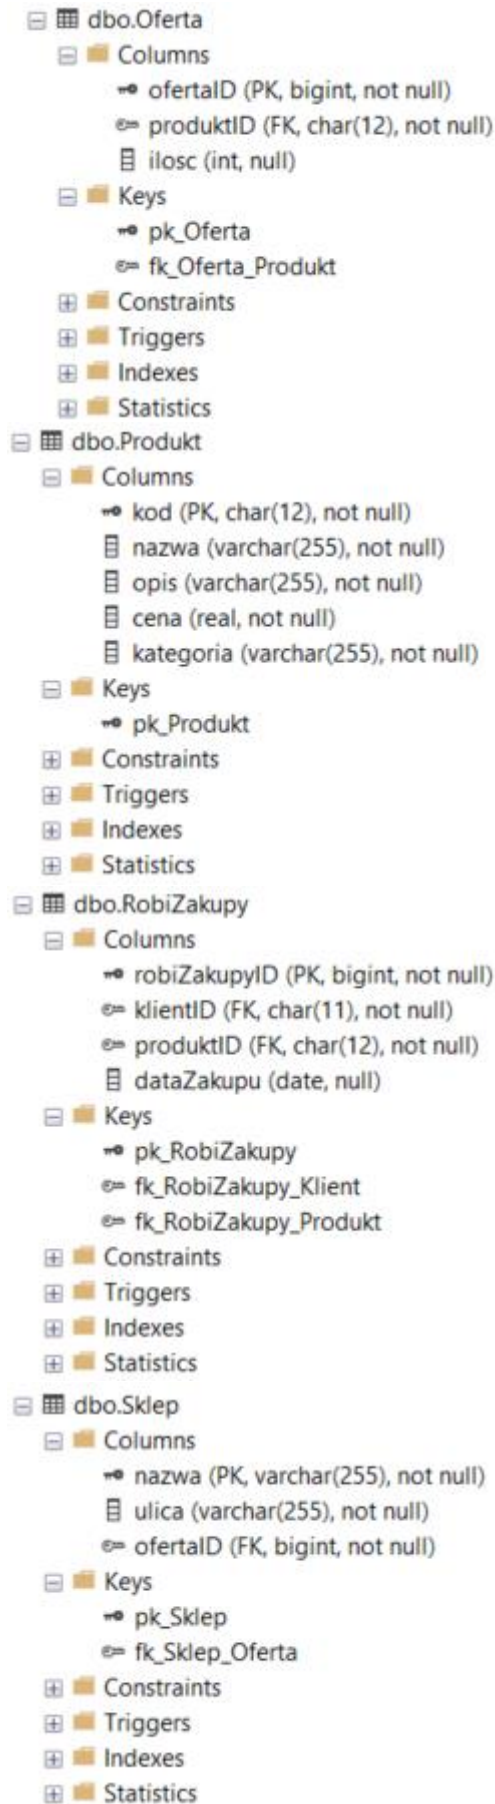 dbo.Oferta
Columns
ofertaID (PK, bigint, not null)
produktID (FK, char(12), not null)
ilosc (int, null)
Keys
pk_Oferta
fk_Oferta_Produkt
Constraints
Triggers
Indexes
Statistics
dbo.Produkt
Columns
kod (PK, char(12), not null)
nazwa (varchar(255), not null)
opis (varchar(255), not null)
cena (real, not null)
kategoria (varchar(255), not null)
Keys
pk_Produkt
Constraints
Triggers
Indexes
Statistics
dbo.RobiZakupy
Columns
robiZakupyID (PK, bigint, not null)
klientID (FK, char(11), not null)
produktID (FK, char(12), not null)
dataZakupu (date, null)
Keys
pk_RobiZakupy
fk_RobiZakupy_Klient
fk_RobiZakupy_Produkt
Constraints
Triggers
Indexes
Statistics
dbo.Sklep
Columns
nazwa (PK, varchar(255), not null)
ulica (varchar(255), not null)
ofertaID (FK, bigint, not null)
Keys
pk_Sklep
fk_Sklep_Oferta
Constraints
Triggers
Indexes
Statistics